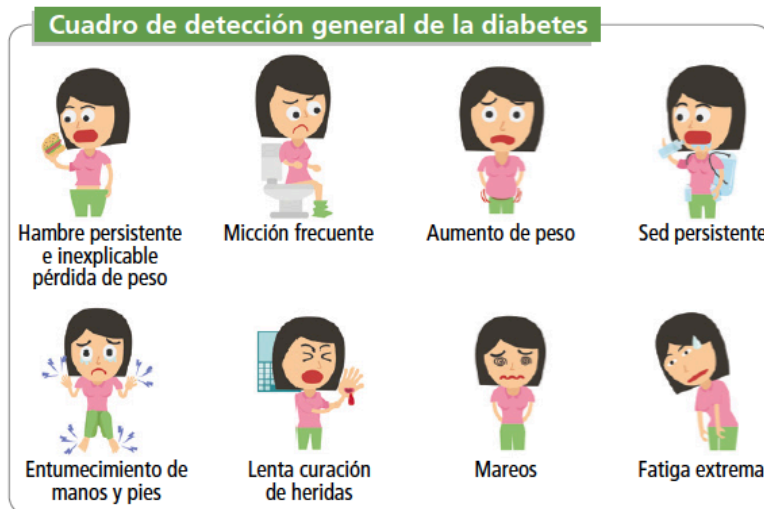 Cuadro de detección general de la diabetes
Hambre persistente
e inexplicable
pérdida de peso
Micción frecuente
Aumento de peso
Sed persistente
Entumecimiento de
manos y pies
Lenta curación
de heridas
Mareos
Fatiga extrema